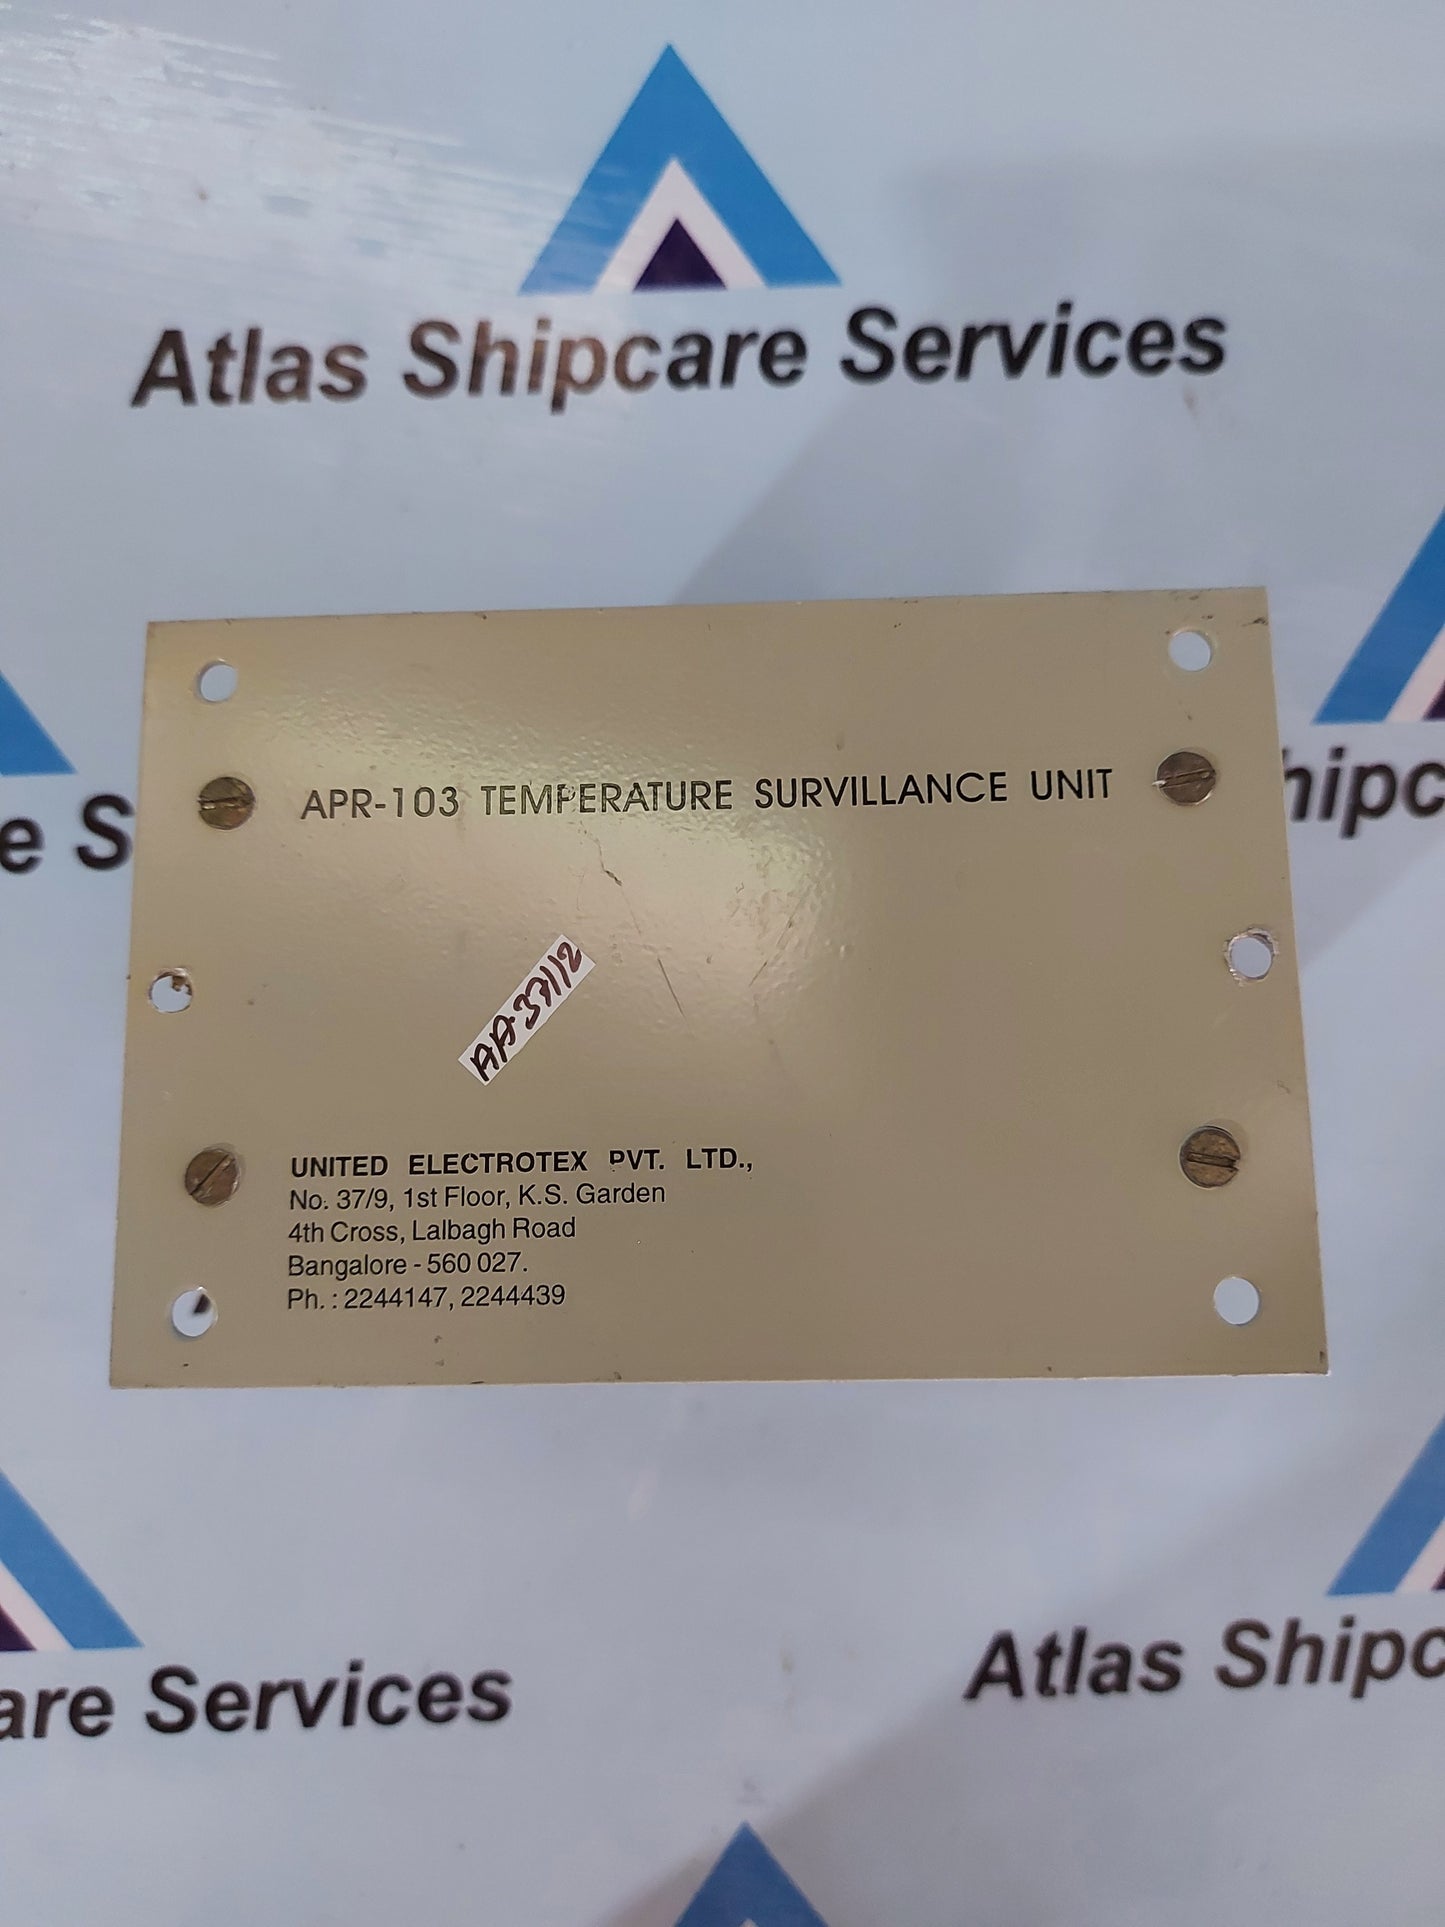 Atlas Shipcare Services
e S
hipc
APR-103 TEMPERATURE SURVILLANCE UNIT
AA-37112
UNITED ELECTROTEX PVT. LTD.,
No. 37/9, 1st Floor, K.S. Garden
4th Cross, Lalbagh Road
Bangalore - 560 027.
Ph. : 2244147, 2244439
Atlas Shipc
are Services